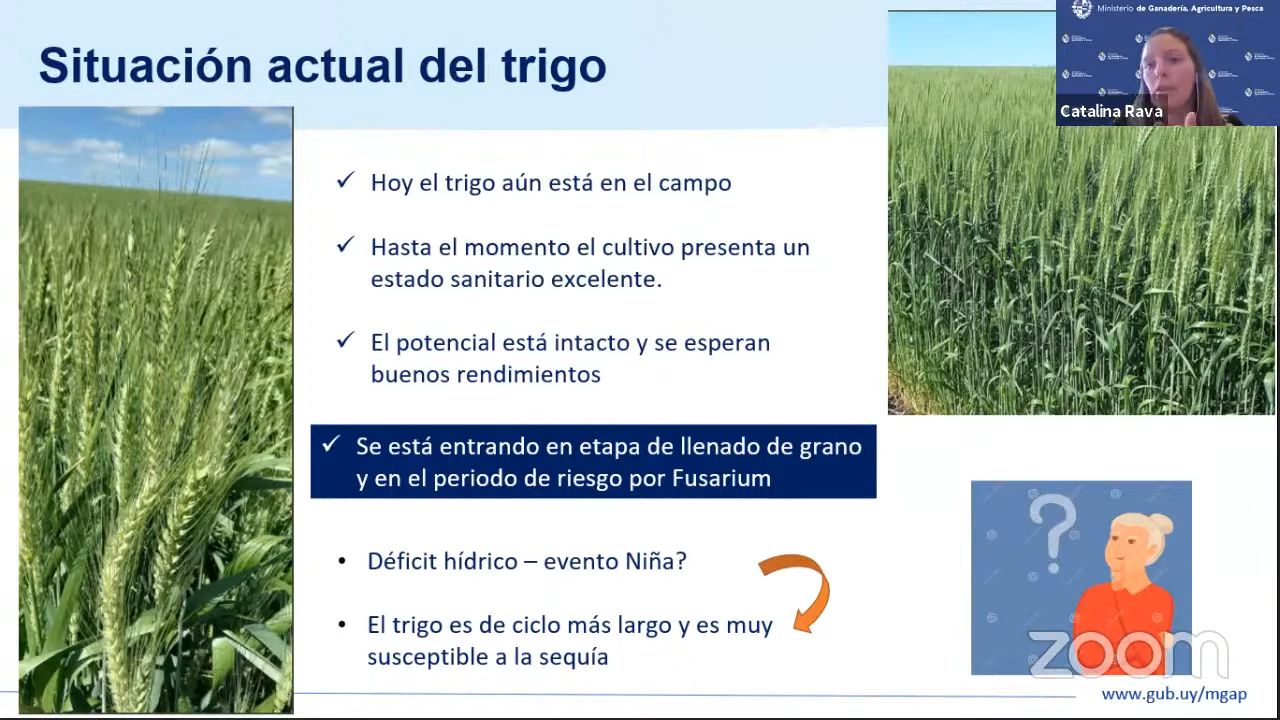 Situación actual del trigo
Ministerio de Ganadería, Agricultura y Pesca
Catalina Rava
✓ Hoy el trigo aún está en el campo
✓ Hasta el momento el cultivo presenta un
estado sanitario excelente.
✓ El potencial está intacto y se esperan
buenos rendimientos
✓ Se está entrando en etapa de llenado de grano
y en el periodo de riesgo por Fusarium
• Déficit hídrico – evento Niña?
• El trigo es de ciclo más largo y es muy
susceptible a la sequía
?
zoom
www.gub.uy/mgap